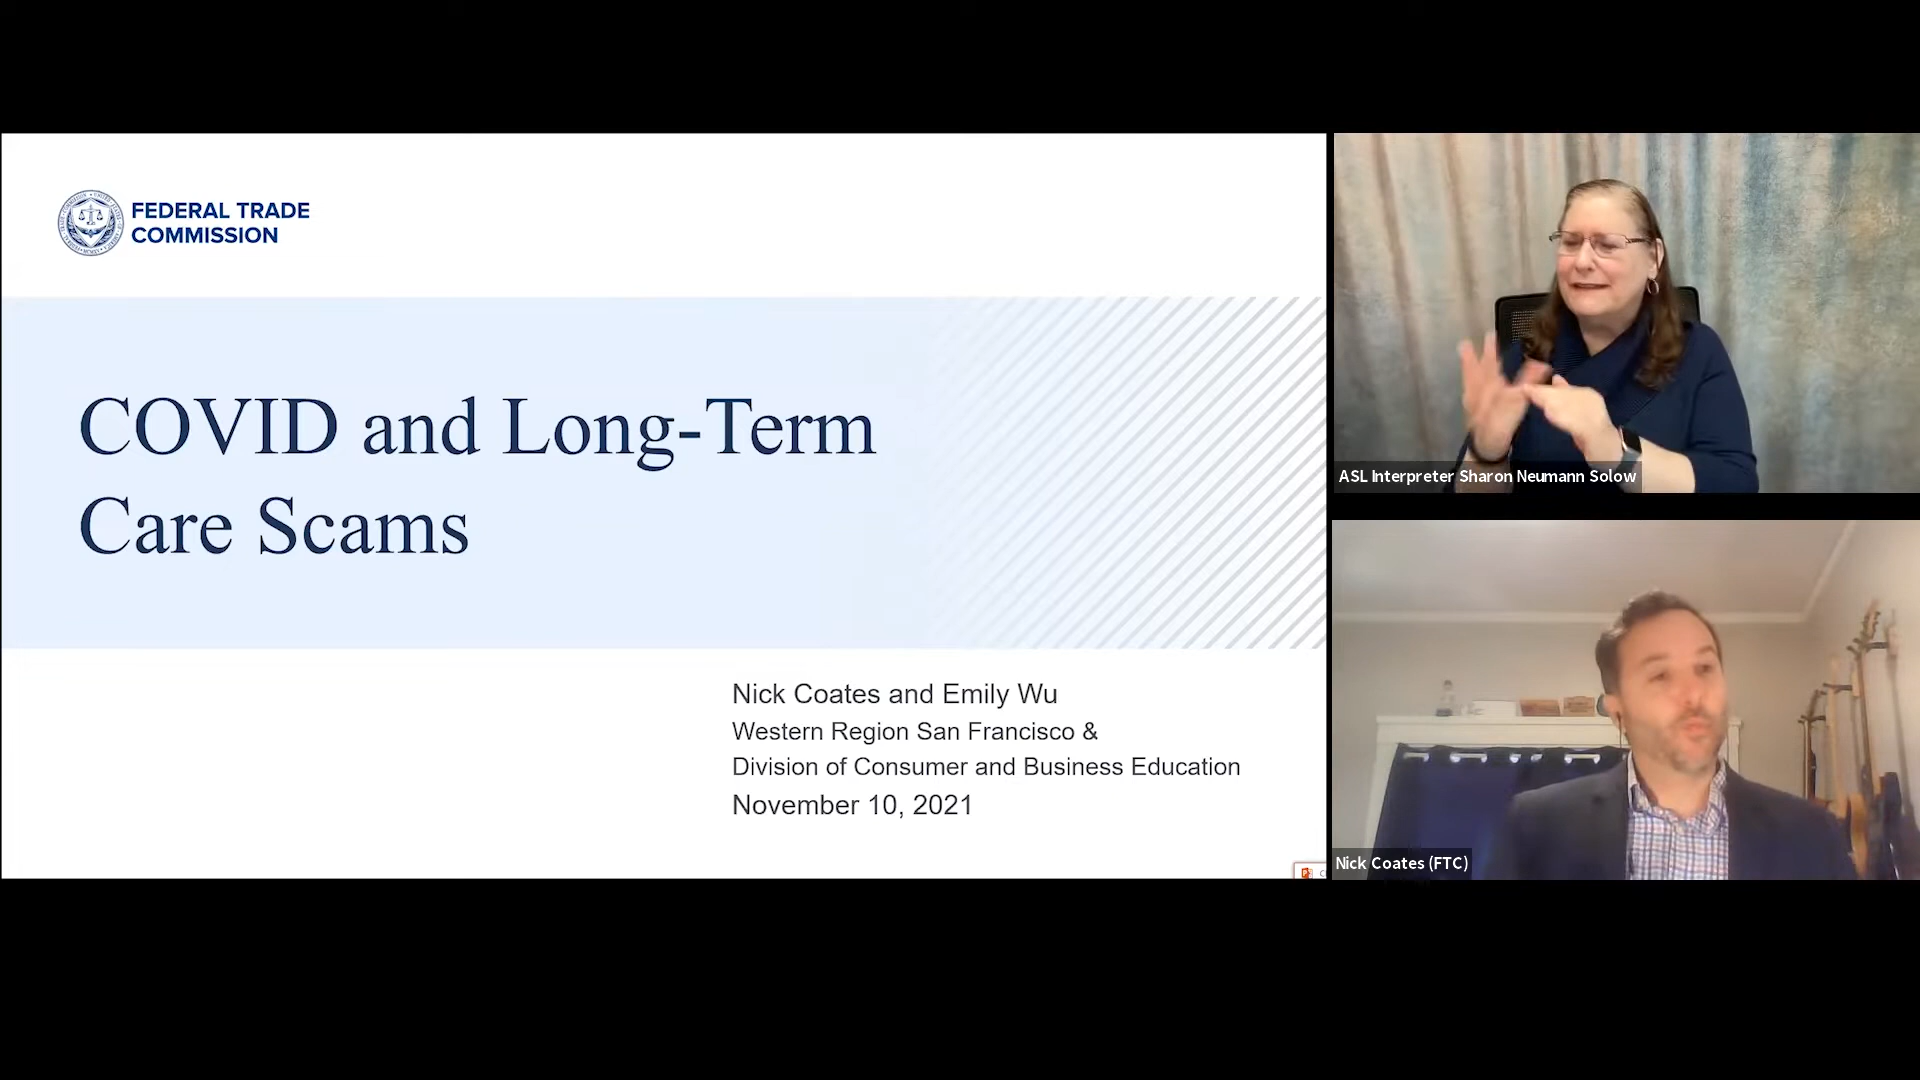 FEDERAL TRADE
COMMISSION
COVID and Long-Term
Care Scams
Nick Coates and Emily Wu
Western Region San Francisco &
Division of Consumer and Business Education
November 10, 2021
ASL Interpreter Sharon Neumann Solow
Nick Coates (FTC)